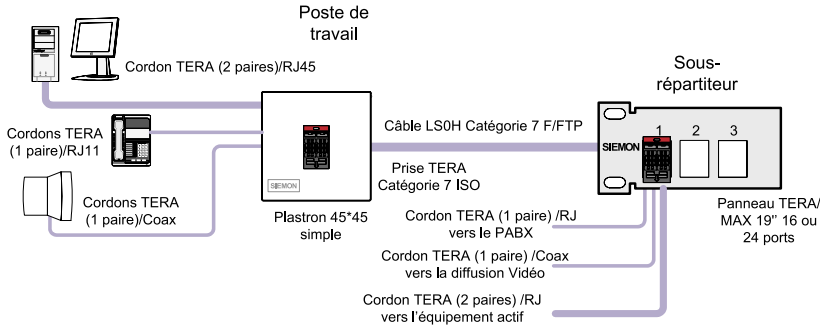 Poste de
travail
Cordon TERA (2 paires)/RJ45
Cordons TERA
(1 paire)/RJ11
Cordons TERA
(1 paire)/Coax
SIEMON
Plastron 45*45
simple
Câble LS0H Catégorie 7 F/FTP
Prise TERA
Catégorie 7 ISO
Sous-
répartiteur
SIEMON
1
2
3
Panneau TERA/
MAX 19" 16 ou
24 ports
Cordon TERA (1 paire) /RJ
vers le PABX
Cordon TERA (1 paire) /Coax
vers la diffusion Vidéo
Cordon TERA (2 paires) /RJ
vers l'équipement actif